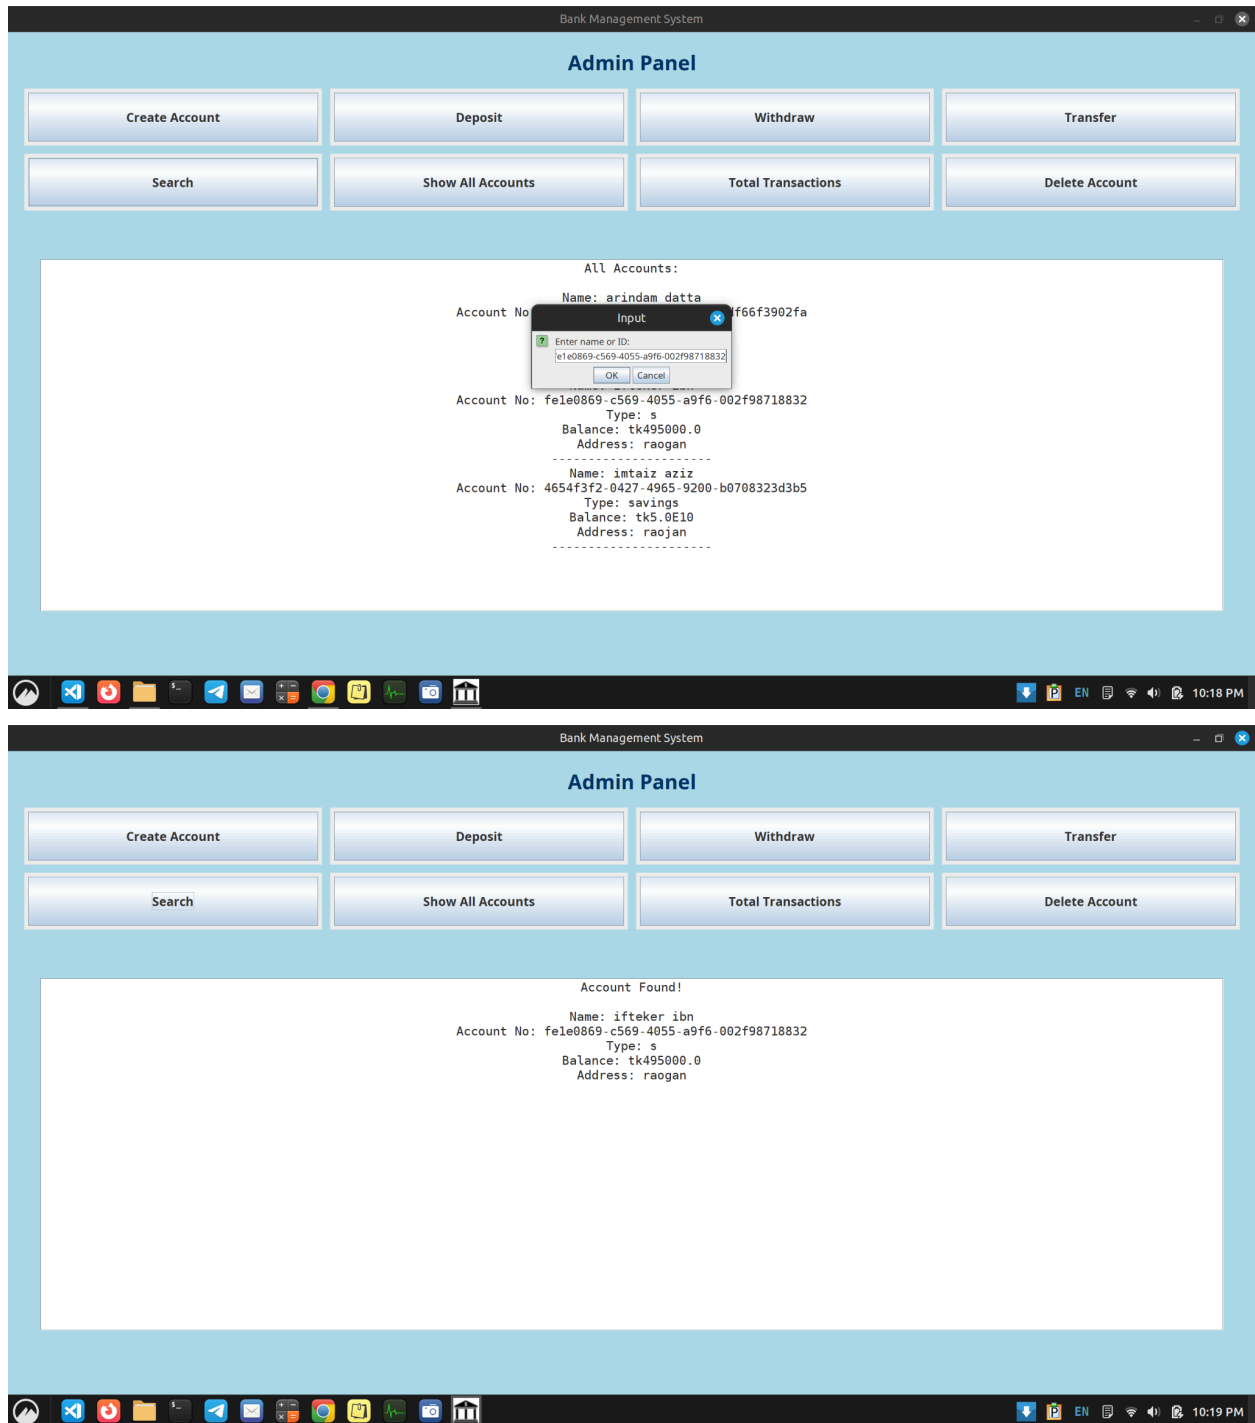 Bank Management System
Admin Panel
Create Account
Deposit
Withdraw
Transfer
Search
Show All Accounts
Total Transactions
Delete Account
All Accounts:
Name: arindam datta
Account No
df66f3902fa
Input
Enter name or ID:
fe1e0869-c569-4055-a9f6-002f98718832
OK
Cancel
Account No: fe1e0869-c569-4055-a9f6-002f98718832
Type: s
Balance: tk495000.0
Address: raogan
-----------------------
Name: imtaiz aziz
Account No: 4654f3f2-0427-4965-9200-b0708323d3b5
Type: savings
Balance: tk5.0E10
Address: raojan
-----------------------
EN
10:18 PM
Bank Management System
Admin Panel
Create Account
Deposit
Withdraw
Transfer
Search
Show All Accounts
Total Transactions
Delete Account
Account Found!
Name: ifteker ibn
Account No: fe1e0869-c569-4055-a9f6-002f98718832
Type: s
Balance: tk495000.0
Address: raogan
EN
10:19 PM